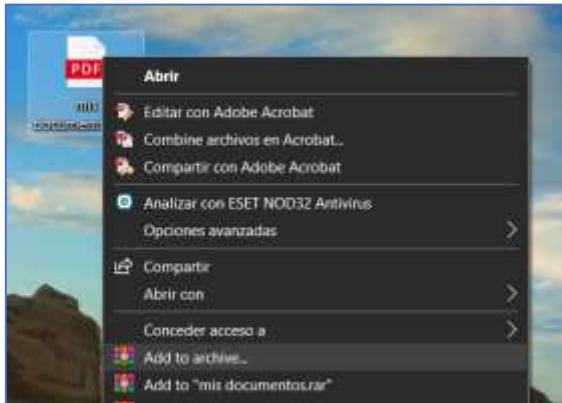 PDF
mis
Abrir
Editar con Adobe Acrobat
Combine archivos en Acrobat...
Compartir con Adobe Acrobat
Analizar con ESET NOD32 Antivirus
Opciones avanzadas
Compartir
Abrir con
Conceder acceso a
Add to archive...
Add to "mis documentos.rar"